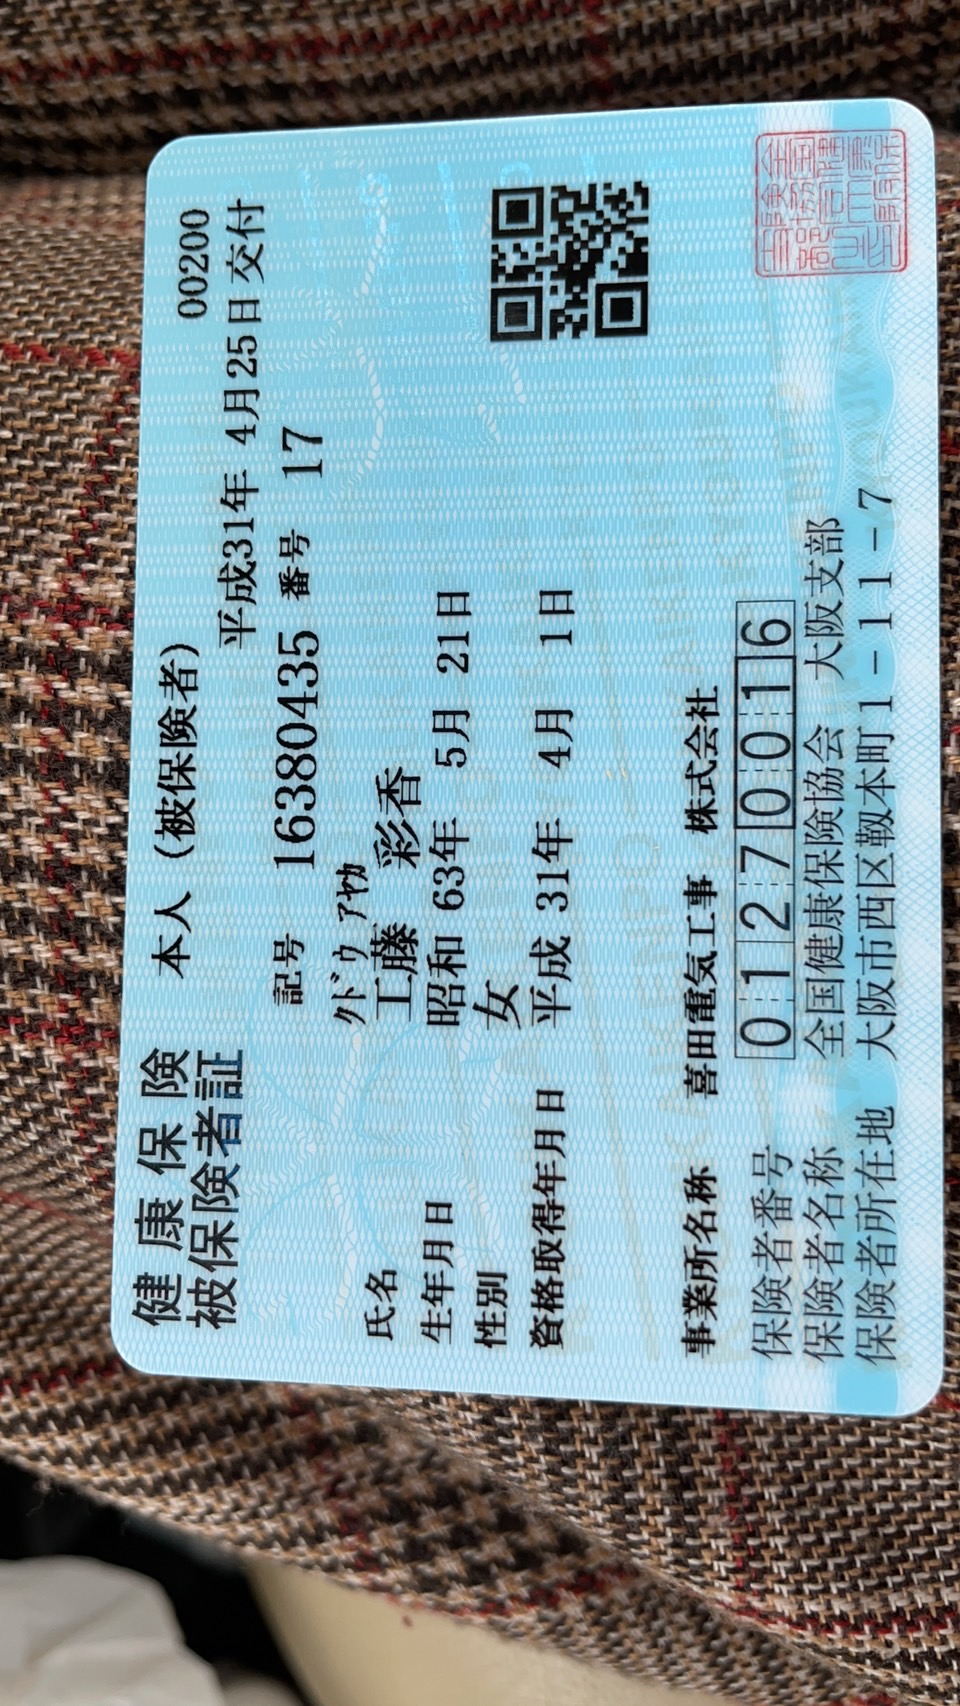 健康保険 本人（被保険者） 00200
被保険者証 平成31年 4月25日 交付
記号 16380435 番号 17
ｸﾄﾞｳ ｱﾔｶ
氏名 工藤 彩香
生年月日 昭和 63年 5月 21日
性別 女
資格取得年月日 平成 31年 4月 1日
事業所名称 喜田電気工事 株式会社
保険者番号 01270016
保険者名称 全国健康保険協会 大阪支部
保険者所在地 大阪市西区靱本町1-11-7